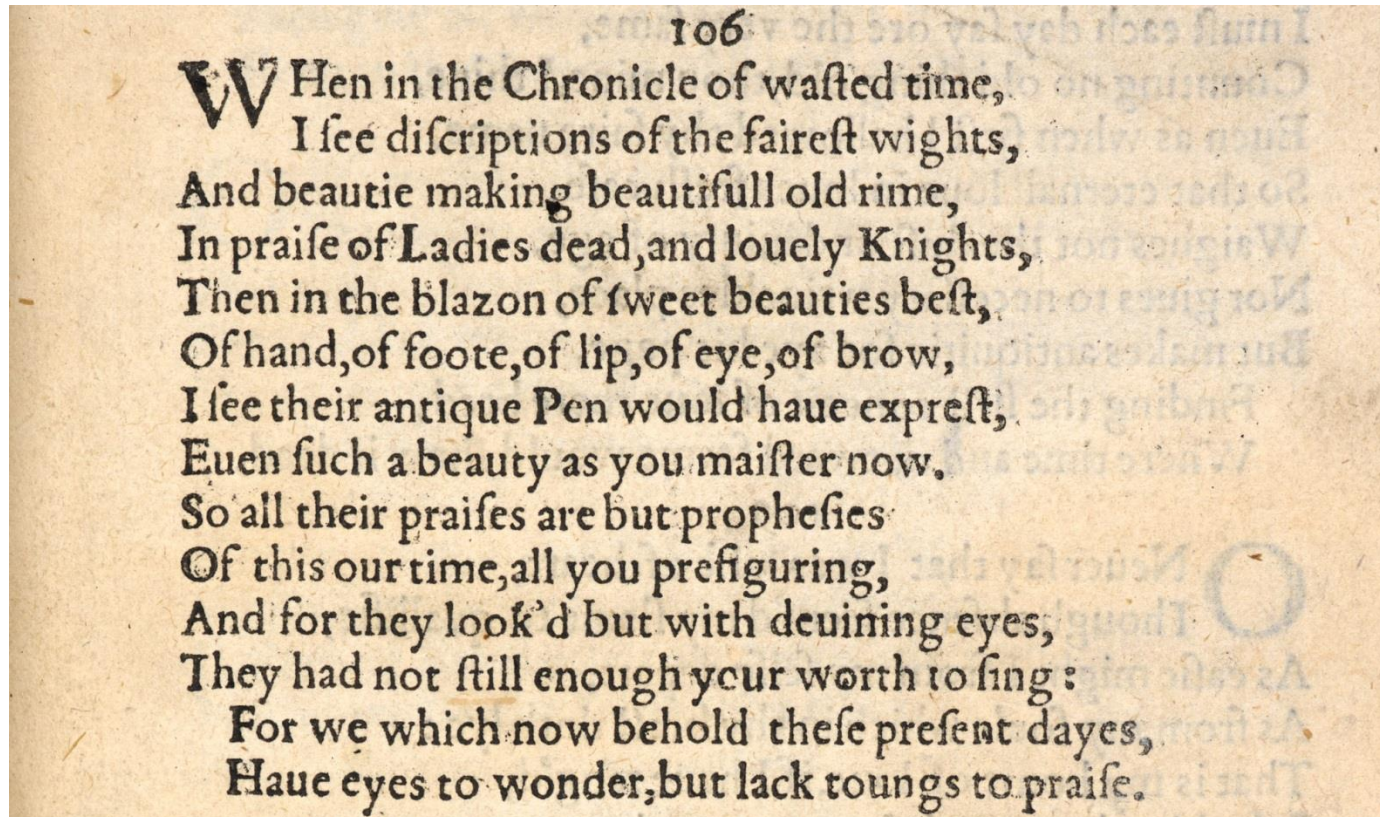 106
WHen in the Chronicle of waſted time,
I ſee diſcriptions of the faireſt wights,
And beautie making beautifull old rime,
In praiſe of Ladies dead,and louely Knights,
Then in the blazon of ſweet beauties beſt,
Of hand,of foote,of lip,of eye,of brow,
I ſee their antique Pen would haue expreſt,
Euen ſuch a beauty as you maiſter now.
So all their praiſes are but propheſies
Of this our time,all you prefiguring,
And for they look'd but with deuining eyes,
They had not ſtill enough your worth to ſing:
For we which now behold theſe preſent dayes,
Haue eyes to wonder,but lack toungs to praiſe.